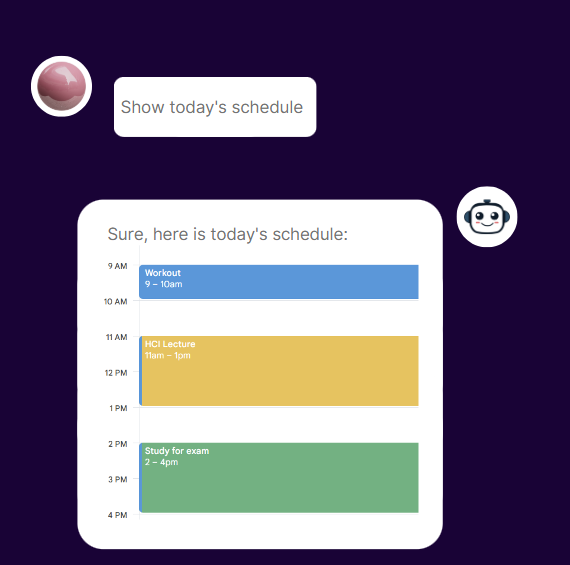 Show today's schedule
Sure, here is today's schedule:
9 AM
Workout
9 – 10am
10 AM
11 AM
HCI Lecture
11am – 1pm
12 PM
1 PM
2 PM
Study for exam
2 – 4pm
3 PM
4 PM